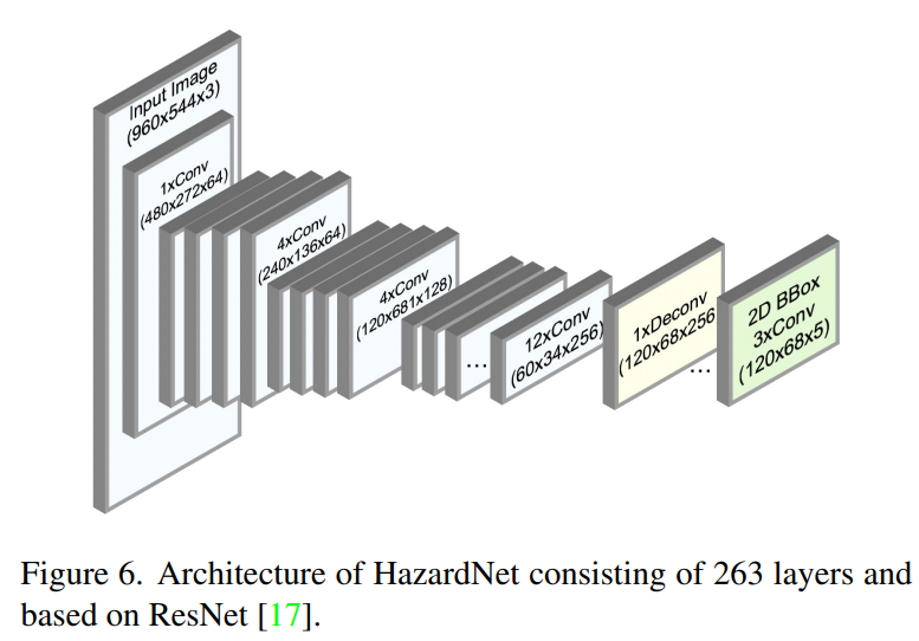 Input Image
(960x544x3)
1xConv
(480x272x64)
4xConv
(240x136x64)
4xConv
(120x681x128)
...
12xConv
(60x34x256)
1xDeconv
(120x68x256
...
2D BBox
3xConv
(120x68x5)
Figure 6. Architecture of HazardNet consisting of 263 layers and
based on ResNet [17].